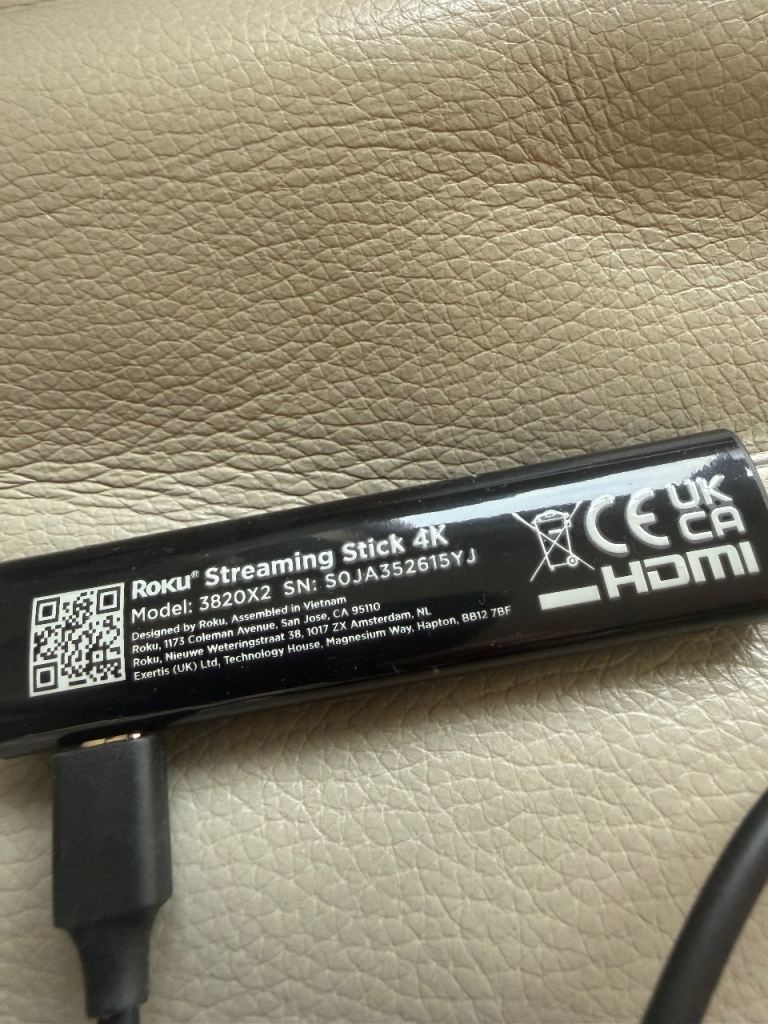 Roku® Streaming Stick 4K
Model: 3820X2 SN: S0JA352615YJ
Designed by Roku, Assembled in Vietnam
Roku, 1173 Coleman Avenue, San Jose, CA 95110
Roku, Nieuwe Weteringstraat 38, 1017 ZX Amsterdam, NL
Exertis (UK) Ltd, Technology House, Magnesium Way, Hapton, BB12 7BF
CE UK
CA
HDMI